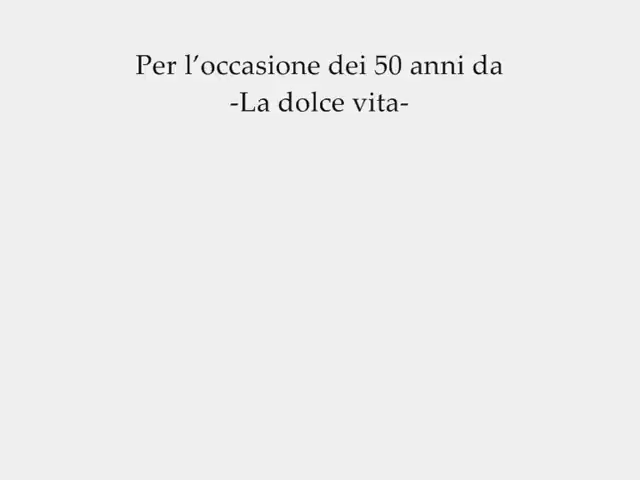 Per l’occasione dei 50 anni da
-La dolce vita-